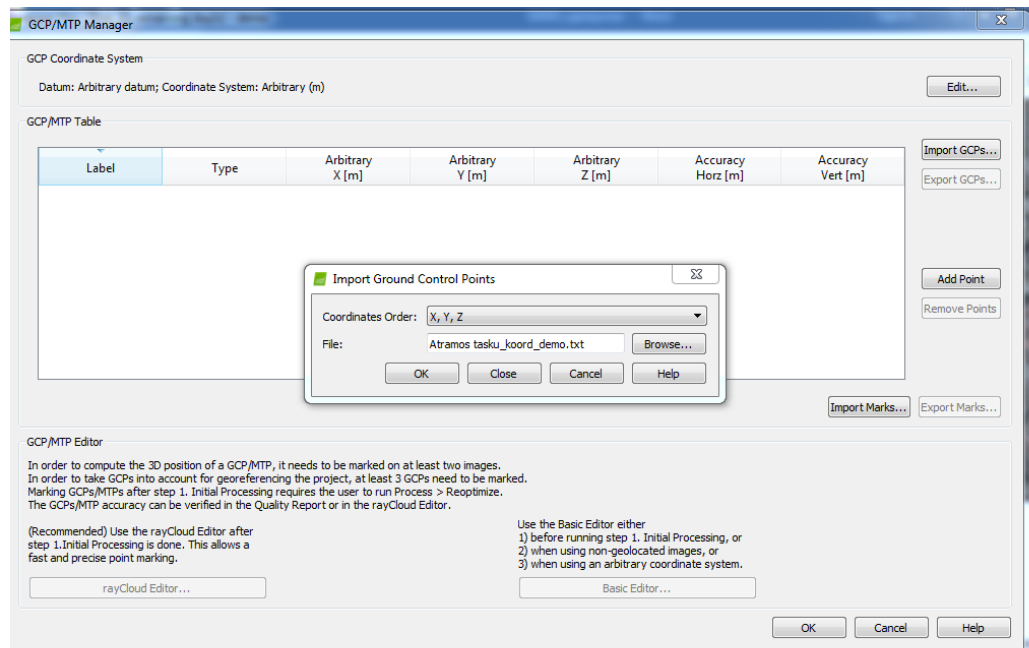 GCP/MTP Manager
GCP Coordinate System
Datum: Arbitrary datum; Coordinate System: Arbitrary (m)
Edit...
GCP/MTP Table
Label
Type
Arbitrary
X [m]
Arbitrary
Y [m]
Arbitrary
Z [m]
Accuracy
Horz [m]
Accuracy
Vert [m]
Import GCPs...
Export GCPs...
Import Ground Control Points
Coordinates Order: X, Y, Z
File: Atramos tasku_koord_demo.txt Browse...
OK Close Cancel Help
Add Point
Remove Points
Import Marks... Export Marks...
GCP/MTP Editor
In order to compute the 3D position of a GCP/MTP, it needs to be marked on at least two images.
In order to take GCPs into account for georeferencing the project, at least 3 GCPs need to be marked.
Marking GCPs/MTPs after step 1. Initial Processing requires the user to run Process > Reoptimize.
The GCPs/MTP accuracy can be verified in the Quality Report or in the rayCloud Editor.
(Recommended) Use the rayCloud Editor after
step 1.Initial Processing is done. This allows a
fast and precise point marking.
rayCloud Editor...
Use the Basic Editor either
1) before running step 1. Initial Processing, or
2) when using non-geolocated images, or
3) when using an arbitrary coordinate system.
Basic Editor...
OK Cancel Help